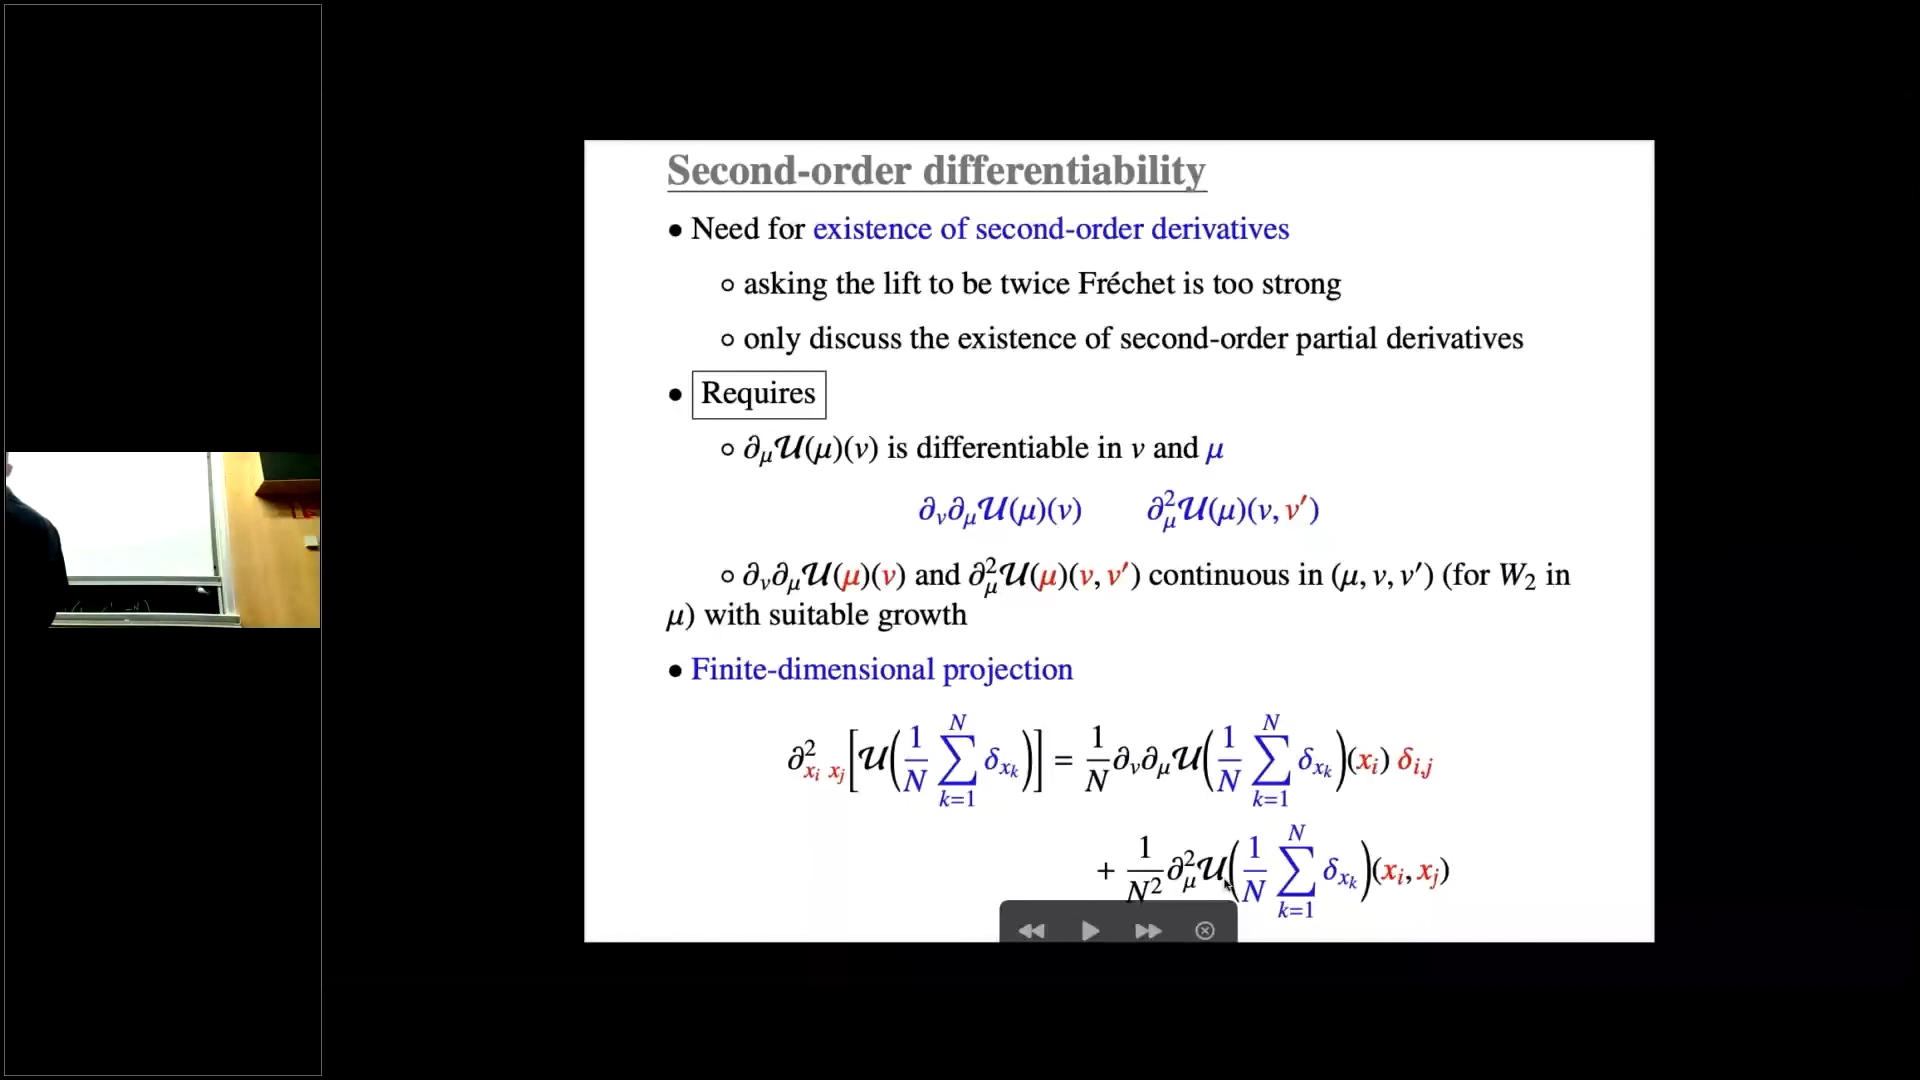 Second-order differentiability
• Need for existence of second-order derivatives
◦ asking the lift to be twice Fréchet is too strong
◦ only discuss the existence of second-order partial derivatives
• Requires
◦ ∂_μ𝒰(μ)(v) is differentiable in v and μ
∂_v∂_μ𝒰(μ)(v) ∂²_μ𝒰(μ)(v, v′)
◦ ∂_v∂_μ𝒰(μ)(v) and ∂²_μ𝒰(μ)(v, v′) continuous in (μ, v, v′) (for W₂ in
μ) with suitable growth
• Finite-dimensional projection
∂²_{x_i x_j}[𝒰(1/N ∑_{k=1}^N δ_{x_k})] = 1/N ∂_v∂_μ𝒰(1/N ∑_{k=1}^N δ_{x_k})(x_i) δ_{i,j}
+ 1/N² ∂²_μ𝒰(1/N ∑_{k=1}^N δ_{x_k})(x_i, x_j)